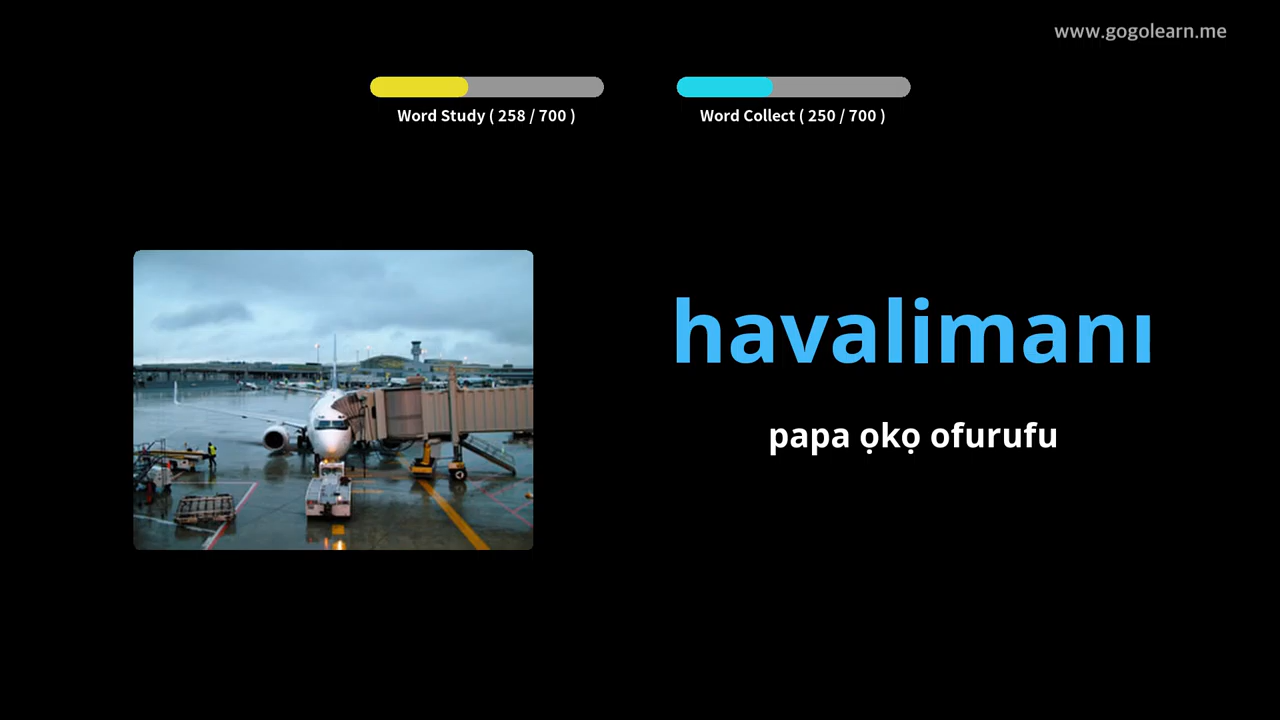 www.gogolearn.me
Word Study ( 258 / 700 )
Word Collect ( 250 / 700 )
havalimanı
papa ọkọ ofurufu